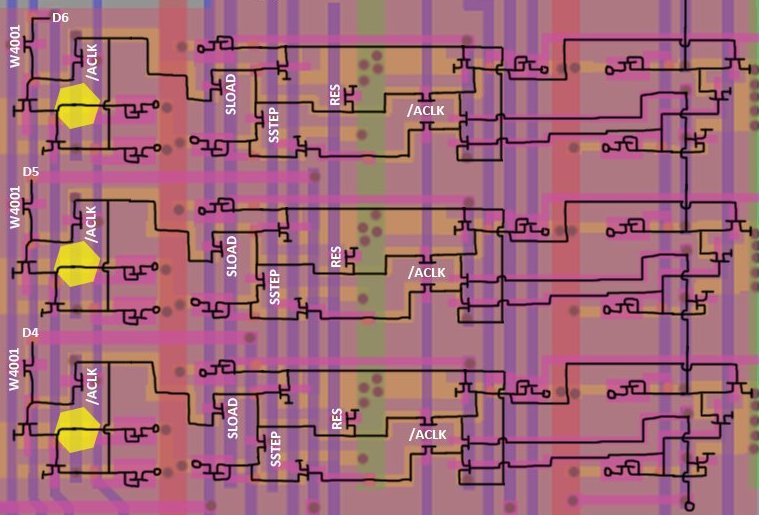 D6
W4001
/ACLK
SLOAD
SSTEP
RES
/ACLK
D5
W4001
/ACLK
SLOAD
SSTEP
RES
/ACLK
D4
W4001
/ACLK
SLOAD
SSTEP
RES
/ACLK